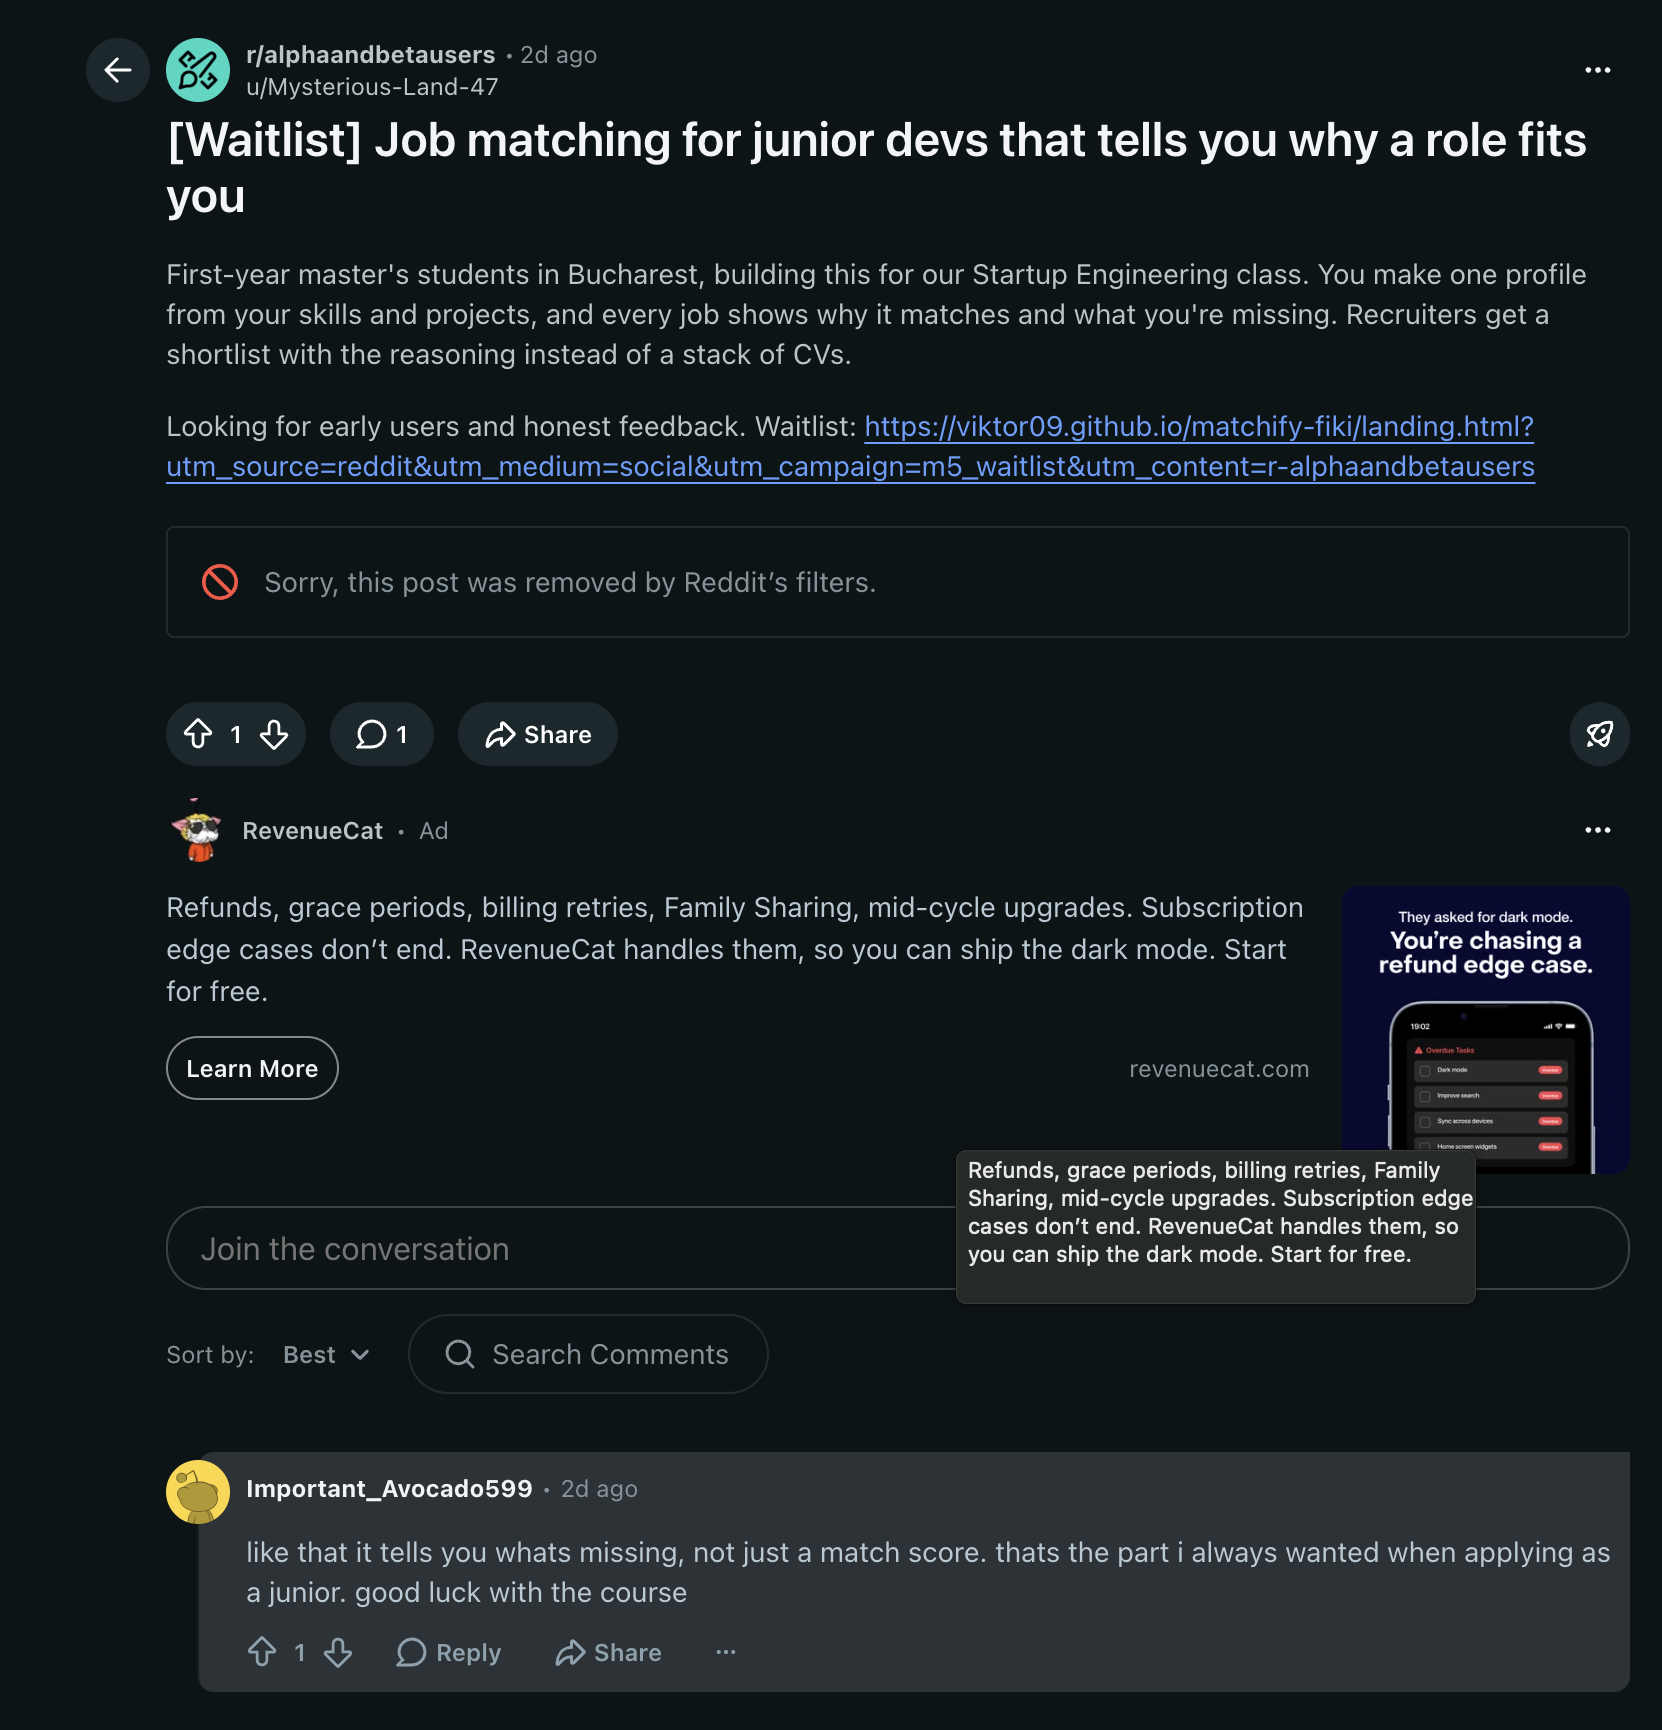 r/alphaandbetausers • 2d ago
u/Mysterious-Land-47
[Waitlist] Job matching for junior devs that tells you why a role fits
you
First-year master's students in Bucharest, building this for our Startup Engineering class. You make one profile
from your skills and projects, and every job shows why it matches and what you're missing. Recruiters get a
shortlist with the reasoning instead of a stack of CVs.
Looking for early users and honest feedback. Waitlist: https://viktor09.github.io/matchify-fiki/landing.html?
utm_source=reddit&utm_medium=social&utm_campaign=m5_waitlist&utm_content=r-alphaandbetausers
Sorry, this post was removed by Reddit’s filters.
1
1
Share
RevenueCat • Ad
Refunds, grace periods, billing retries, Family Sharing, mid-cycle upgrades. Subscription
edge cases don’t end. RevenueCat handles them, so you can ship the dark mode. Start
for free.
Learn More
revenuecat.com
They asked for dark mode.
You’re chasing a
refund edge case.
19:02
Overdue Tasks
Dark mode
Overdue
Improve search
Overdue
Sync across devices
Overdue
Home screen widgets
Overdue
Refunds, grace periods, billing retries, Family
Sharing, mid-cycle upgrades. Subscription edge
cases don’t end. RevenueCat handles them, so
you can ship the dark mode. Start for free.
Join the conversation
Sort by: Best
Search Comments
Important_Avocado599 • 2d ago
like that it tells you whats missing, not just a match score. thats the part i always wanted when applying as
a junior. good luck with the course
1
Reply
Share